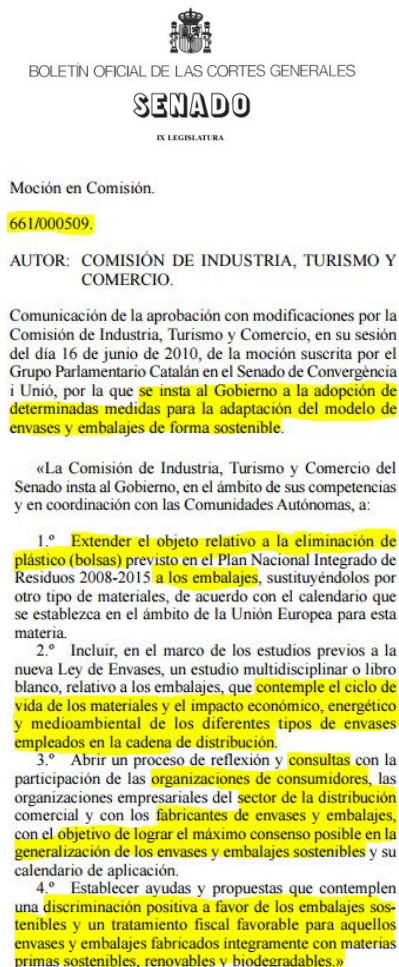 BOLETÍN OFICIAL DE LAS CORTES GENERALES
SENADO
IX LEGISLATURA
Moción en Comisión.
661/000509.
AUTOR: COMISIÓN DE INDUSTRIA, TURISMO Y
COMERCIO.
Comunicación de la aprobación con modificaciones por la
Comisión de Industria, Turismo y Comercio, en su sesión
del día 16 de junio de 2010, de la moción suscrita por el
Grupo Parlamentario Catalán en el Senado de Convergència
i Unió, por la que se insta al Gobierno a la adopción de
determinadas medidas para la adaptación del modelo de
envases y embalajes de forma sostenible.
«La Comisión de Industria, Turismo y Comercio del
Senado insta al Gobierno, en el ámbito de sus competencias
y en coordinación con las Comunidades Autónomas, a:
1.º Extender el objeto relativo a la eliminación de
plástico (bolsas) previsto en el Plan Nacional Integrado de
Residuos 2008-2015 a los embalajes, sustituyéndolos por
otro tipo de materiales, de acuerdo con el calendario que
se establezca en el ámbito de la Unión Europea para esta
materia.
2.º Incluir, en el marco de los estudios previos a la
nueva Ley de Envases, un estudio multidisciplinar o libro
blanco, relativo a los embalajes, que contemple el ciclo de
vida de los materiales y el impacto económico, energético
y medioambiental de los diferentes tipos de envases
empleados en la cadena de distribución.
3.º Abrir un proceso de reflexión y consultas con la
participación de las organizaciones de consumidores, las
organizaciones empresariales del sector de la distribución
comercial y con los fabricantes de envases y embalajes,
con el objetivo de lograr el máximo consenso posible en la
generalización de los envases y embalajes sostenibles y su
calendario de aplicación.
4.º Establecer ayudas y propuestas que contemplen
una discriminación positiva a favor de los embalajes sos-
tenibles y un tratamiento fiscal favorable para aquellos
envases y embalajes fabricados íntegramente con materias
primas sostenibles, renovables y biodegradables.»